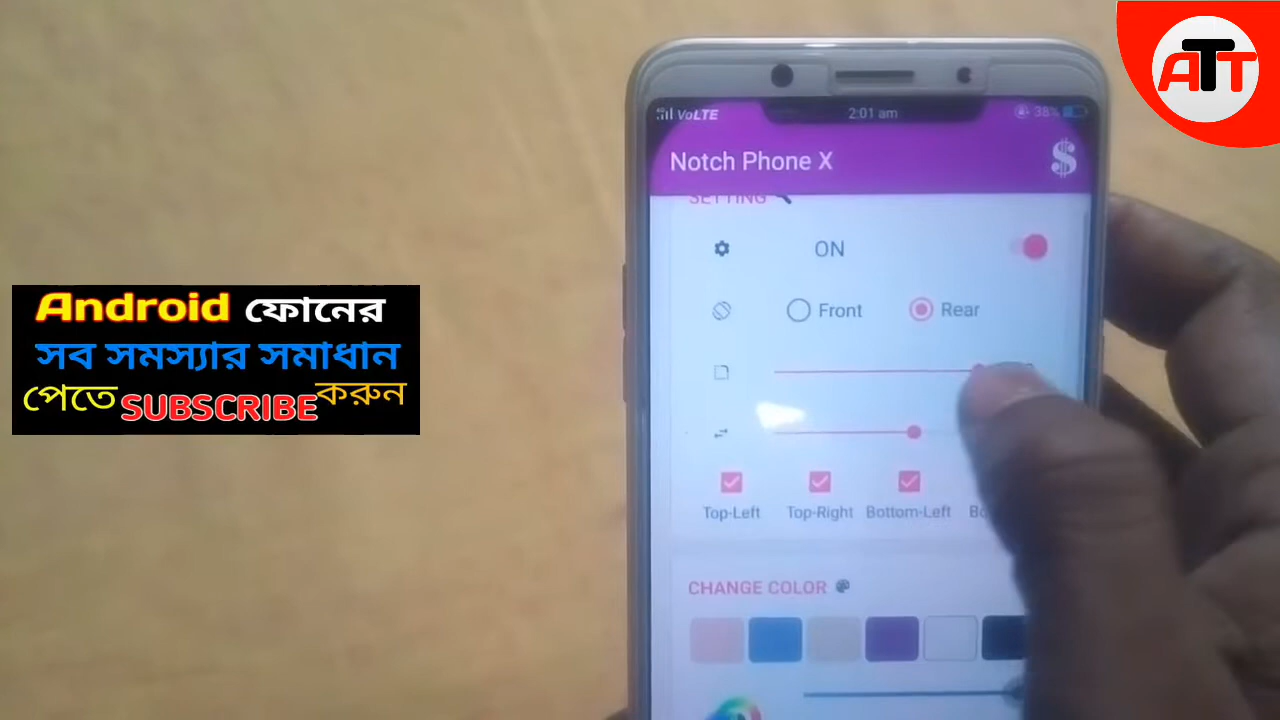 ATT
VoLTE 2:01 am 38%
Notch Phone X $
SETTING
ON
Front Rear
Top-Left Top-Right Bottom-Left
CHANGE COLOR
Android ফোনের
সব সমস্যার সমাধান
পেতে SUBSCRIBE করুন